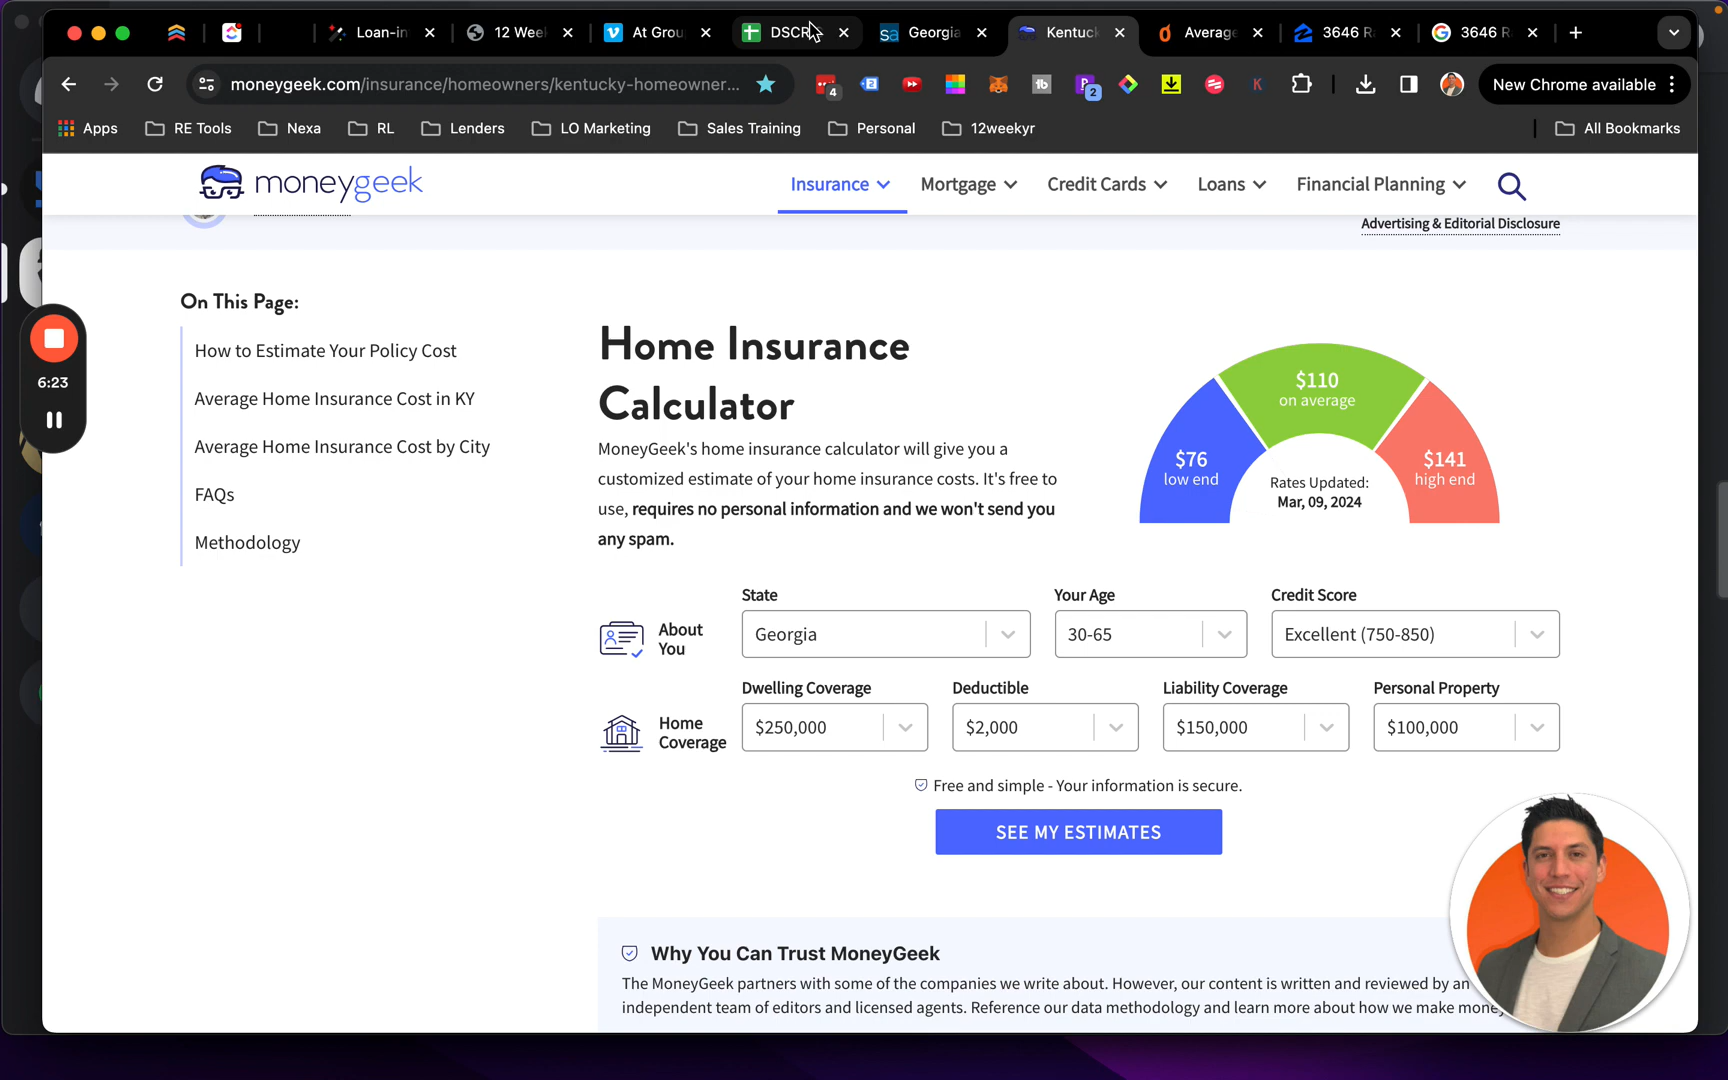 Loan-in
12 Wee
At Grou
DSCR
Georgia
Kentuc
Average
3646 R
3646 R
moneygeek.com/insurance/homeowners/kentucky-homeowner...
4
2
New Chrome available
Apps
RE Tools
Nexa
RL
Lenders
LO Marketing
Sales Training
Personal
12weekyr
All Bookmarks
moneygeek
Insurance
Mortgage
Credit Cards
Loans
Financial Planning
Advertising & Editorial Disclosure
On This Page:
How to Estimate Your Policy Cost
Average Home Insurance Cost in KY
Average Home Insurance Cost by City
FAQs
Methodology
6:23
Home Insurance
Calculator
MoneyGeek's home insurance calculator will give you a
customized estimate of your home insurance costs. It's free to
use, requires no personal information and we won't send you
any spam.
$110
on average
$76
low end
$141
high end
Rates Updated:
Mar, 09, 2024
About
You
State
Georgia
Your Age
30-65
Credit Score
Excellent (750-850)
Home
Coverage
Dwelling Coverage
$250,000
Deductible
$2,000
Liability Coverage
$150,000
Personal Property
$100,000
Free and simple - Your information is secure.
SEE MY ESTIMATES
Why You Can Trust MoneyGeek
The MoneyGeek partners with some of the companies we write about. However, our content is written and reviewed by an
independent team of editors and licensed agents. Reference our data methodology and learn more about how we make money